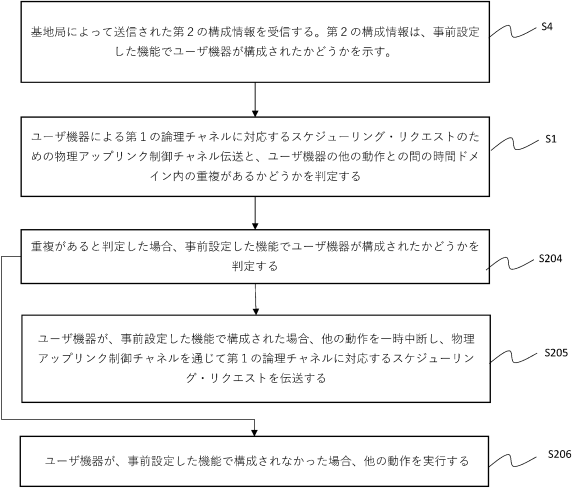 基地局によって送信された第２の構成情報を受信する。第２の構成情報は、事前設定
した機能でユーザ機器が構成されたかどうかを示す。
S4
ユーザ機器による第１の論理チャネルに対応するスケジューリング・リクエストのた
めの物理アップリンク制御チャネル伝送と、ユーザ機器の他の動作との間の時間ドメ
イン内の重複があるかどうかを判定する
S1
重複があると判定した場合、事前設定した機能でユーザ機器が構成されたかどうかを
判定する
S204
ユーザ機器が、事前設定した機能で構成された場合、他の動作を一時中断し、物理
アップリンク制御チャネルを通じて第１の論理チャネルに対応するスケジューリン
グ・リクエストを伝送する
S205
ユーザ機器が、事前設定した機能で構成されなかった場合、他の動作を実行する
S206